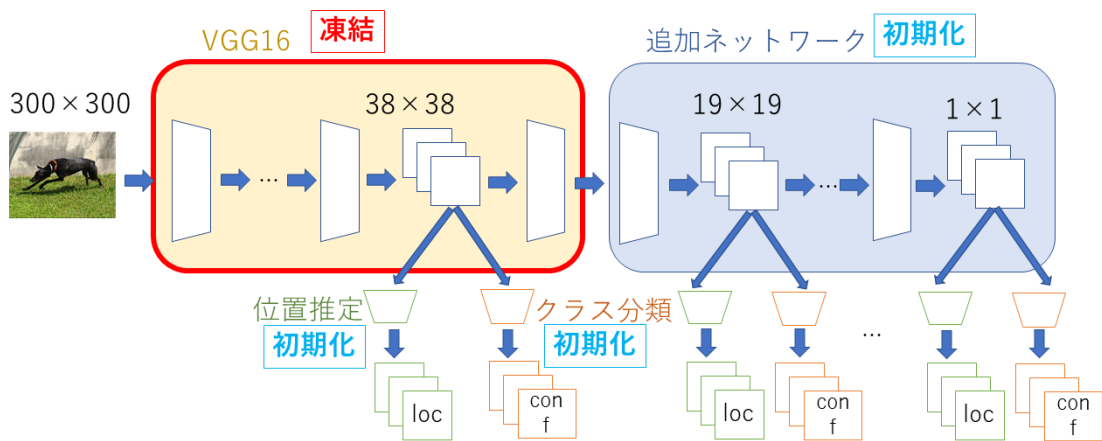 VGG16
凍結
追加ネットワーク
初期化
300×300
38×38
19×19
1×1
...
...
位置推定
初期化
クラス分類
初期化
...
loc
con
f
loc
con
f
loc
con
f